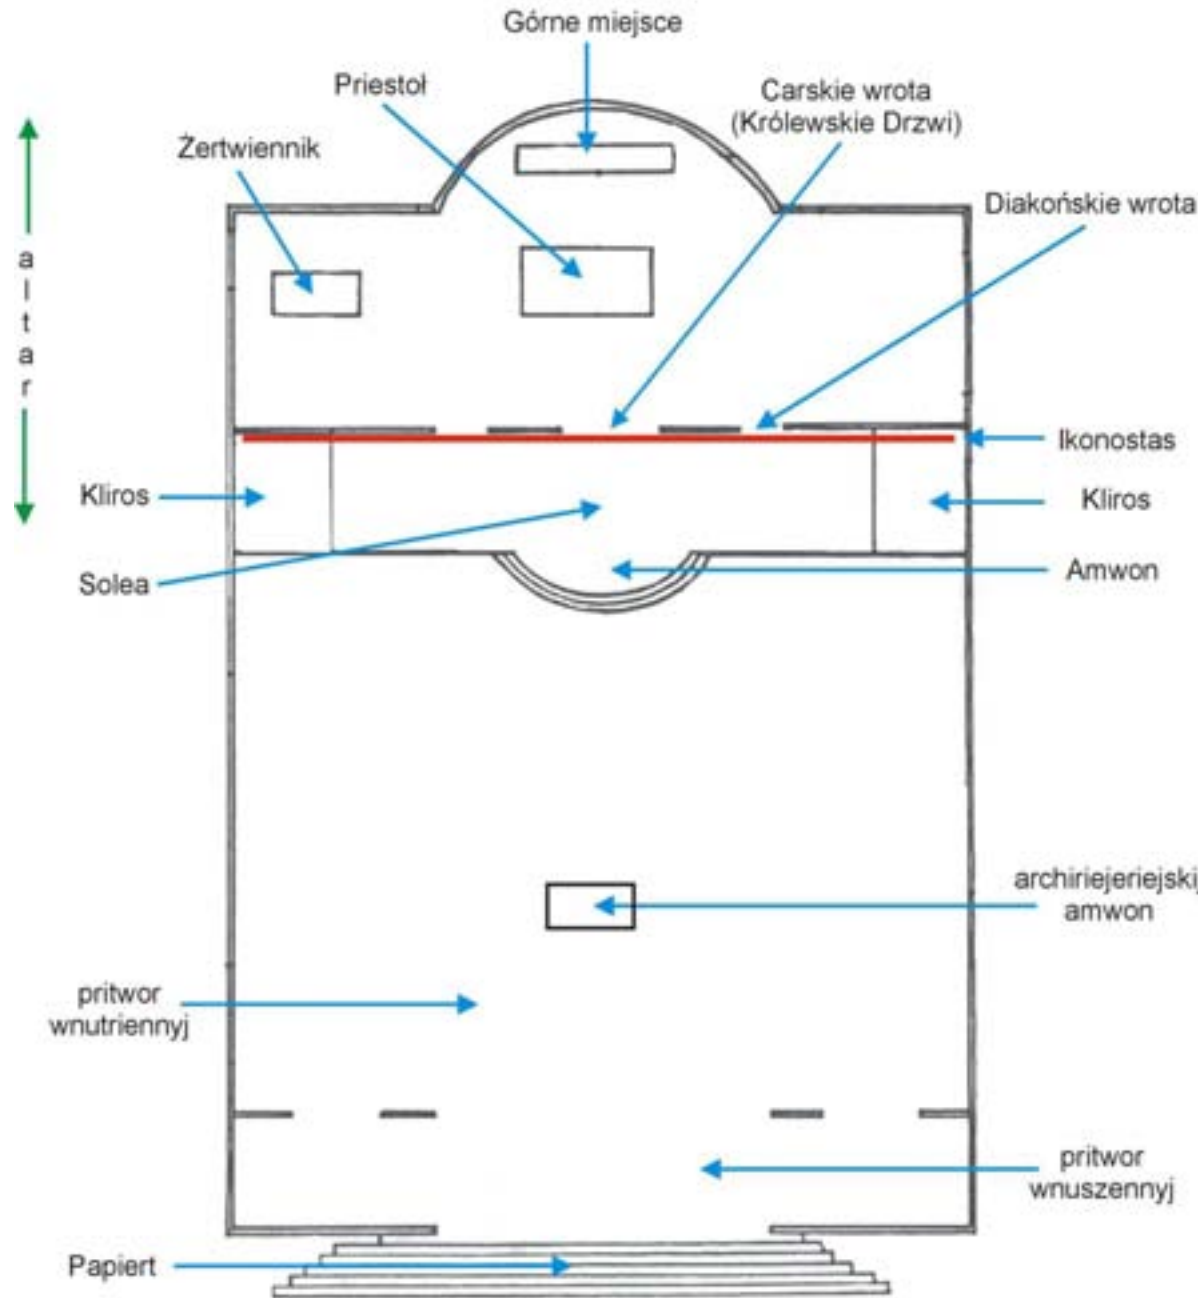 Górne miejsce
Priestoł
Carskie wrota
(Królewskie Drzwi)
Żertwiennik
Diakońskie wrota
altar
Ikonostas
Kliros
Kliros
Solea
Amwon
archiriejeriejskij
amwon
pritwor
wnutriennyj
pritwor
wnuszennyj
Papiert